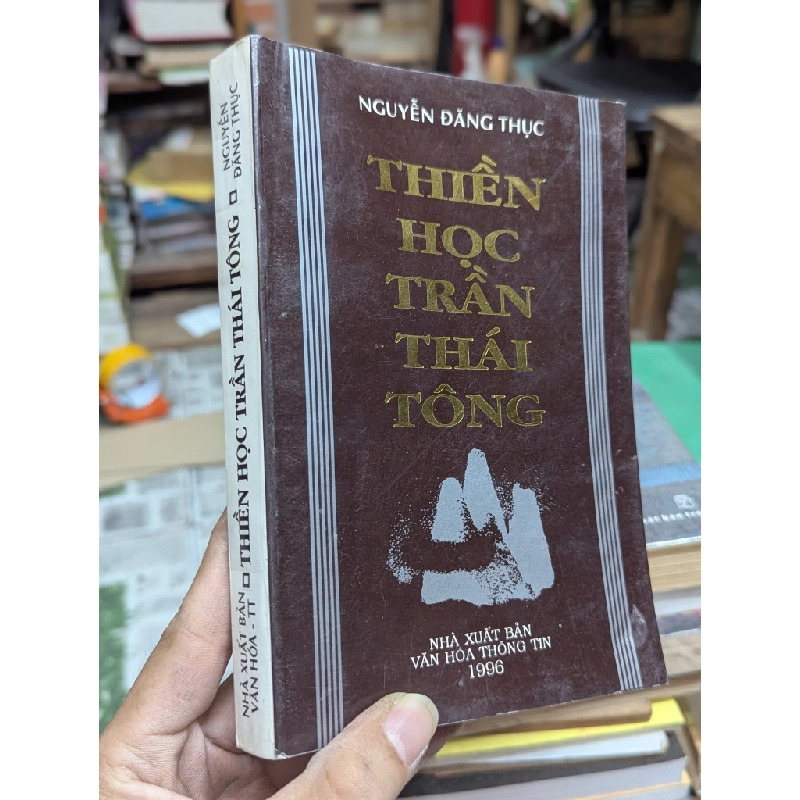 NGUYỄN ĐĂNG THỤC
THIỀN
HỌC
TRẦN
THÁI
TÔNG
NHÀ XUẤT BẢN
VĂN HÓA THÔNG TIN
1996
NGUYỄN
ĐĂNG THỤC
THIỀN HỌC TRẦN THÁI TÔNG
NHÀ XUẤT BẢN
VĂN HÓA - TT